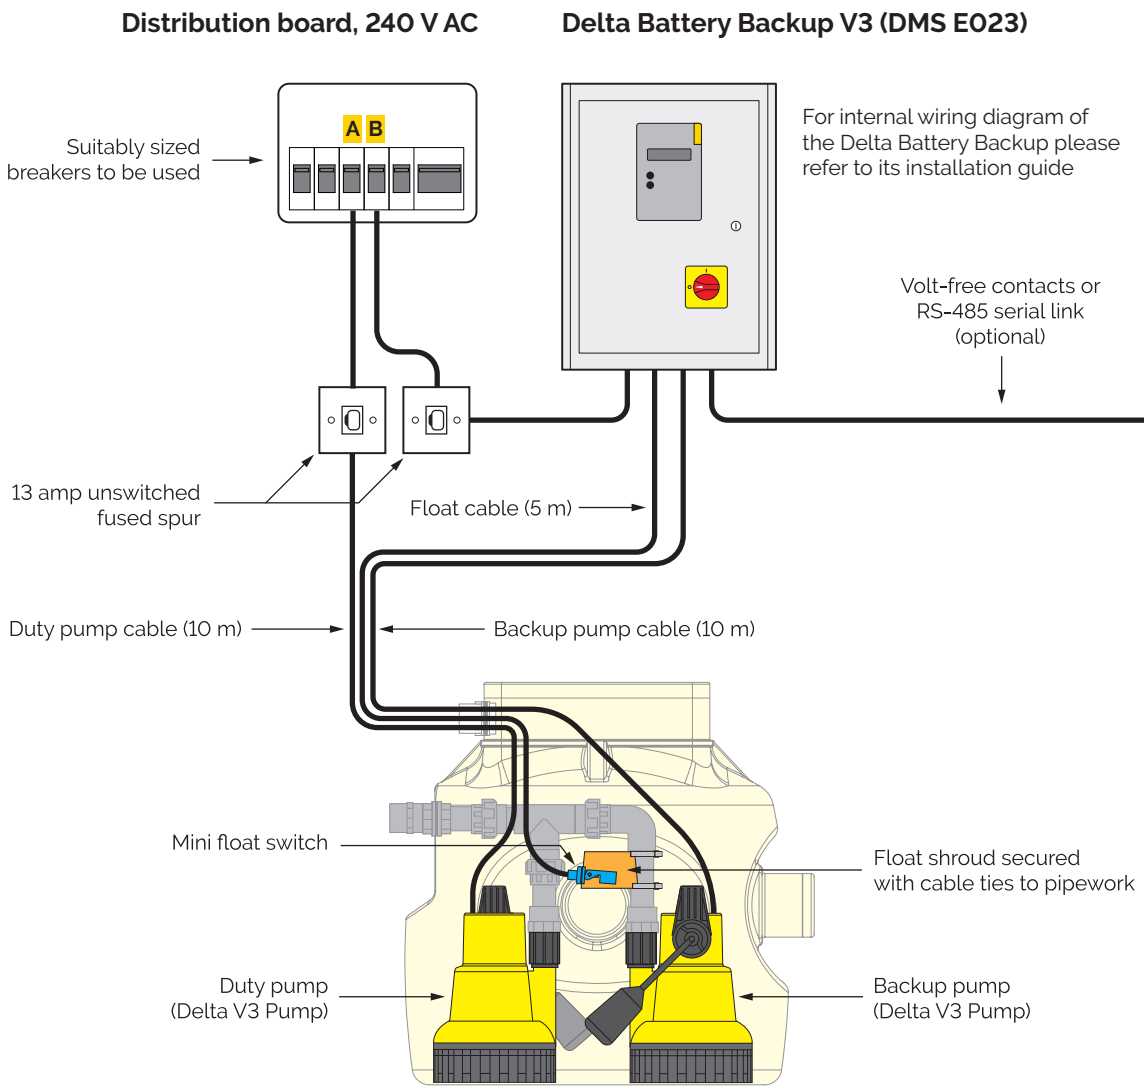 Distribution board, 240 V AC
Delta Battery Backup V3 (DMS E023)
A B
Suitably sized
breakers to be used
For internal wiring diagram of
the Delta Battery Backup please
refer to its installation guide
Volt-free contacts or
RS-485 serial link
(optional)
13 amp unswitched
fused spur
Float cable (5 m)
Duty pump cable (10 m)
Backup pump cable (10 m)
Mini float switch
Float shroud secured
with cable ties to pipework
Duty pump
(Delta V3 Pump)
Backup pump
(Delta V3 Pump)